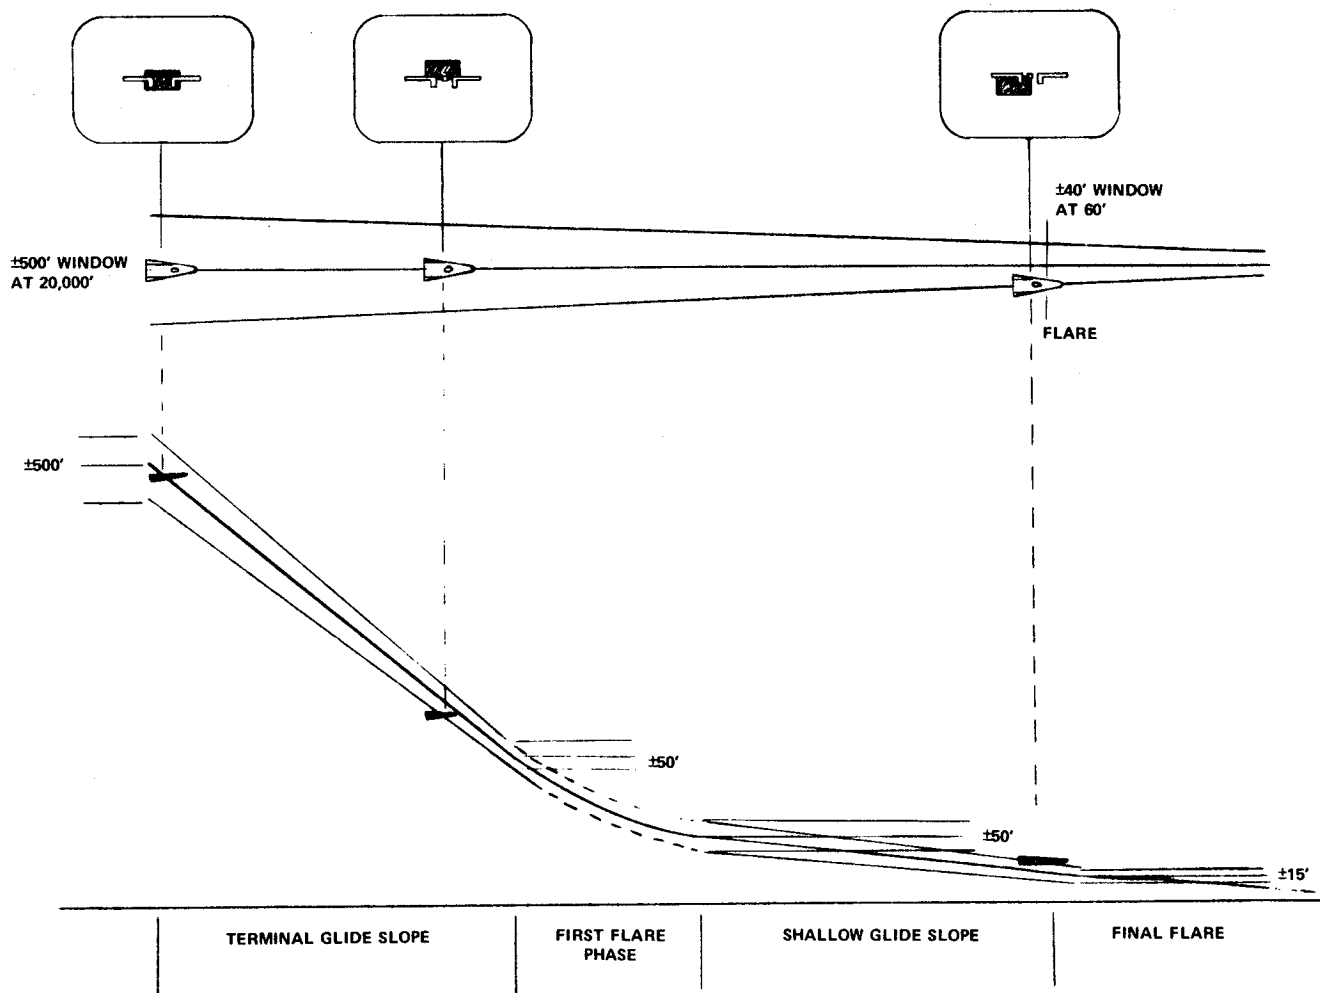 ±40' WINDOW
AT 60'
±500' WINDOW
AT 20,000'
FLARE
±500'
±50'
±50'
±15'
TERMINAL GLIDE SLOPE
FIRST FLARE
PHASE
SHALLOW GLIDE SLOPE
FINAL FLARE